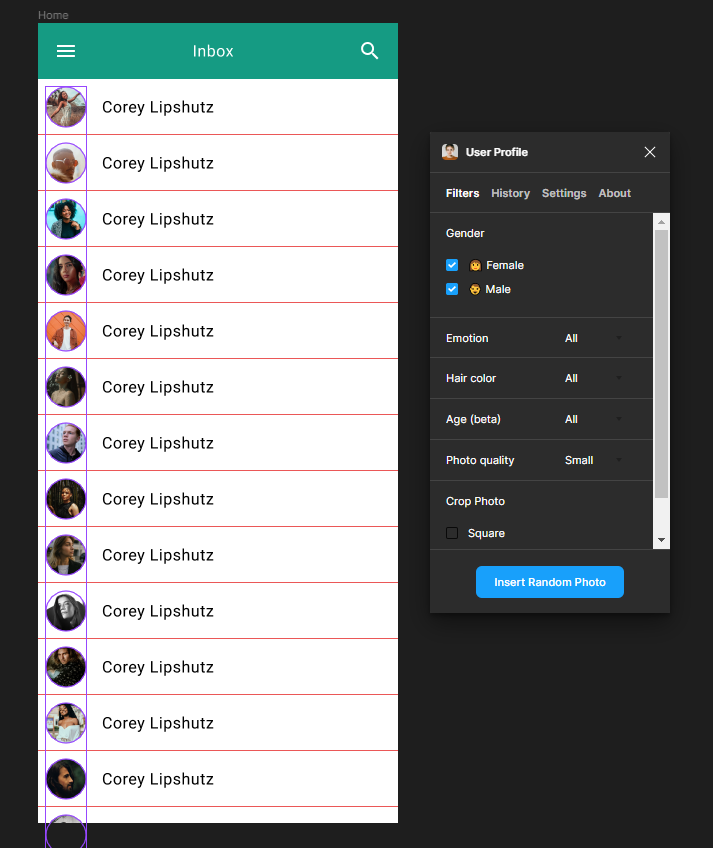 Home
Inbox
Corey Lipshutz
Corey Lipshutz
Corey Lipshutz
Corey Lipshutz
Corey Lipshutz
Corey Lipshutz
Corey Lipshutz
Corey Lipshutz
Corey Lipshutz
Corey Lipshutz
Corey Lipshutz
Corey Lipshutz
Corey Lipshutz
User Profile
Filters History Settings About
Gender
Female
Male
Emotion All
Hair color All
Age (beta) All
Photo quality Small
Crop Photo
Square
Insert Random Photo